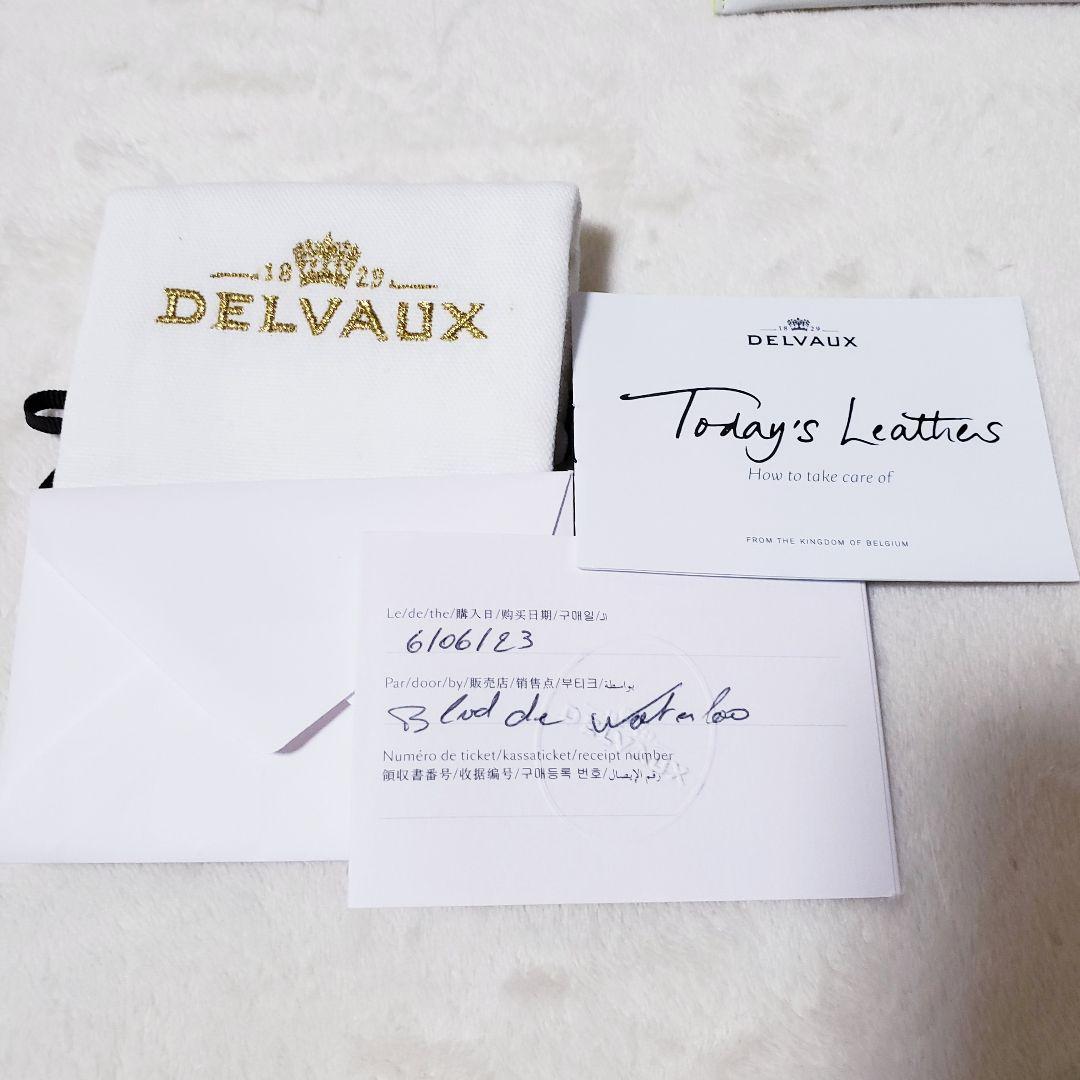 18 29
DELVAUX
18 29
DELVAUX
Today's Leathers
How to take care of
FROM THE KINGDOM OF BELGIUM
Le/de/the/購入日/购买日期/구매일/
6/06/23
Par/door/by/販売店/销售点/부티크/بواسطة
Blvd de Waterloo
Numéro de ticket/kassaticket/receipt number
領収書番号/收据编号/구매등록 번호/رقم الإيصال
DELVAUX